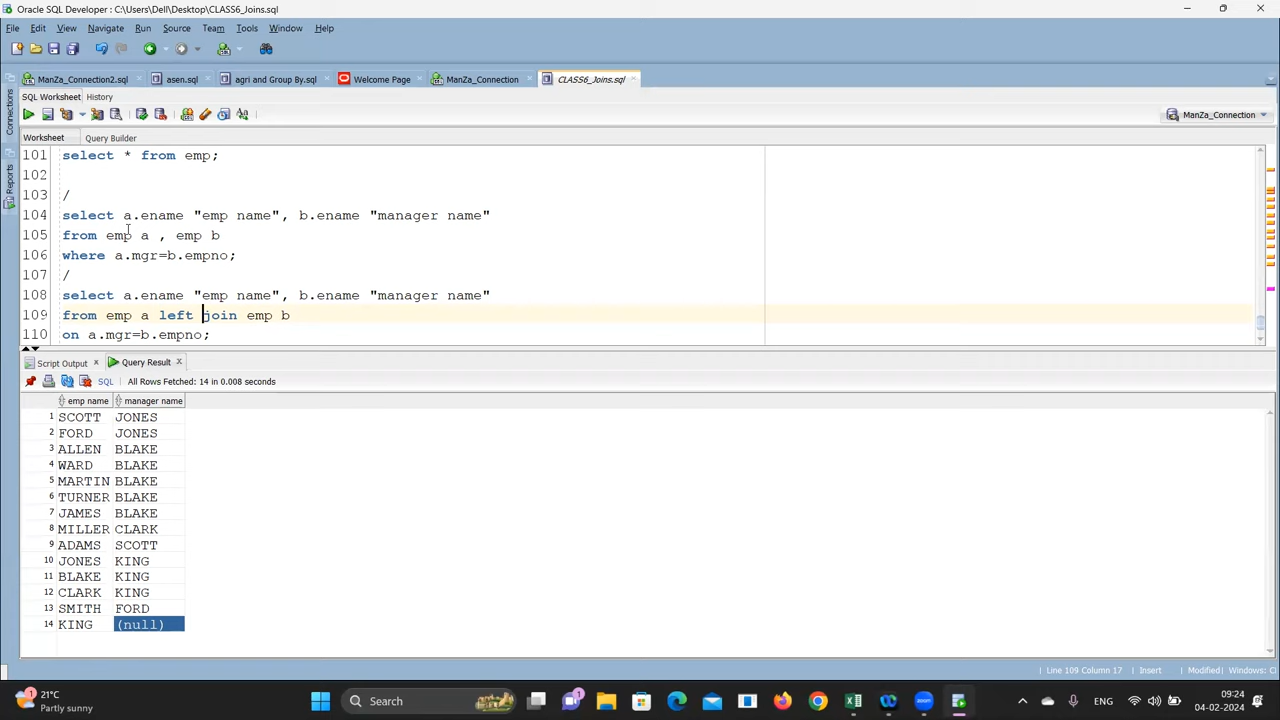 Oracle SQL Developer : C:\Users\Dell\Desktop\CLASS6_Joins.sql
File Edit View Navigate Run Source Team Tools Window Help
ManZa_Connection2.sql asen.sql agri and Group By.sql Welcome Page ManZa_Connection CLASS6_Joins.sql
SQL Worksheet History
ManZa_Connection
Worksheet Query Builder
Connections
Reports
101 select * from emp;
102
103 /
104 select a.ename "emp name", b.ename "manager name"
105 from emp a , emp b
106 where a.mgr=b.empno;
107 /
108 select a.ename "emp name", b.ename "manager name"
109 from emp a left join emp b
110 on a.mgr=b.empno;
Script Output Query Result
SQL All Rows Fetched: 14 in 0.008 seconds
emp name manager name
1 SCOTT JONES
2 FORD JONES
3 ALLEN BLAKE
4 WARD BLAKE
5 MARTIN BLAKE
6 TURNER BLAKE
7 JAMES BLAKE
8 MILLER CLARK
9 ADAMS SCOTT
10 JONES KING
11 BLAKE KING
12 CLARK KING
13 SMITH FORD
14 KING (null)
Line 109 Column 17 Insert Modified Windows: C
1 21°C
Partly sunny
Search
1
ENG
09:24
04-02-2024